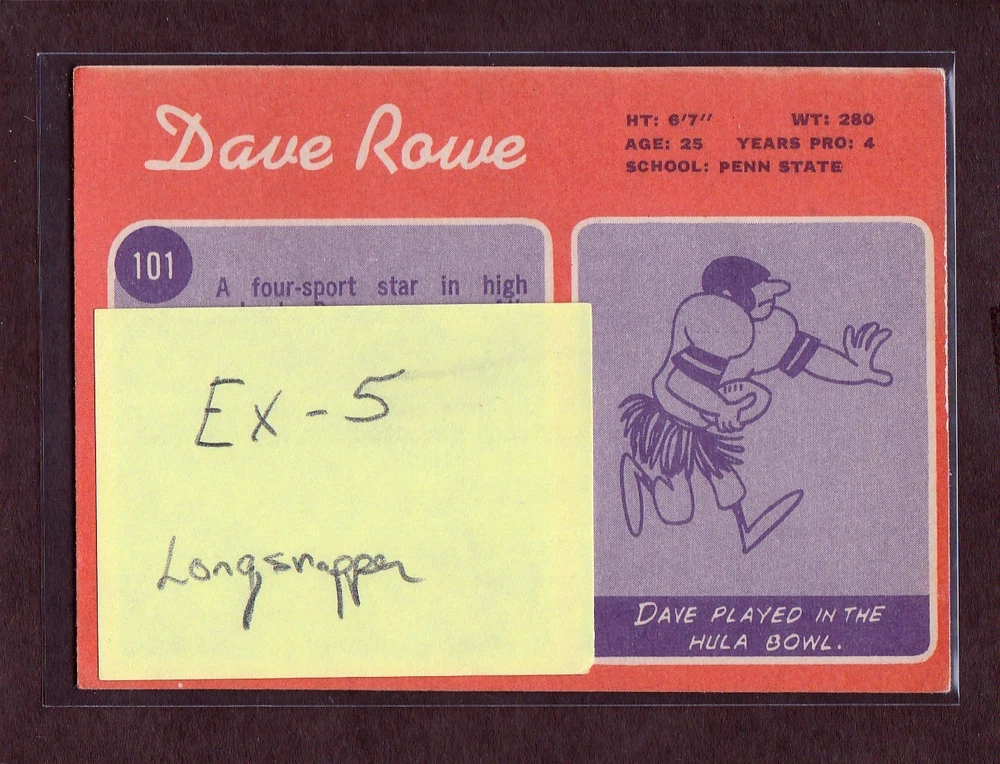 Dave Rowe
HT: 6'7" WT: 280
AGE: 25 YEARS PRO: 4
SCHOOL: PENN STATE
101
A four-sport star in high
Ex - 5
Longsnapper
DAVE PLAYED IN THE
HULA BOWL.